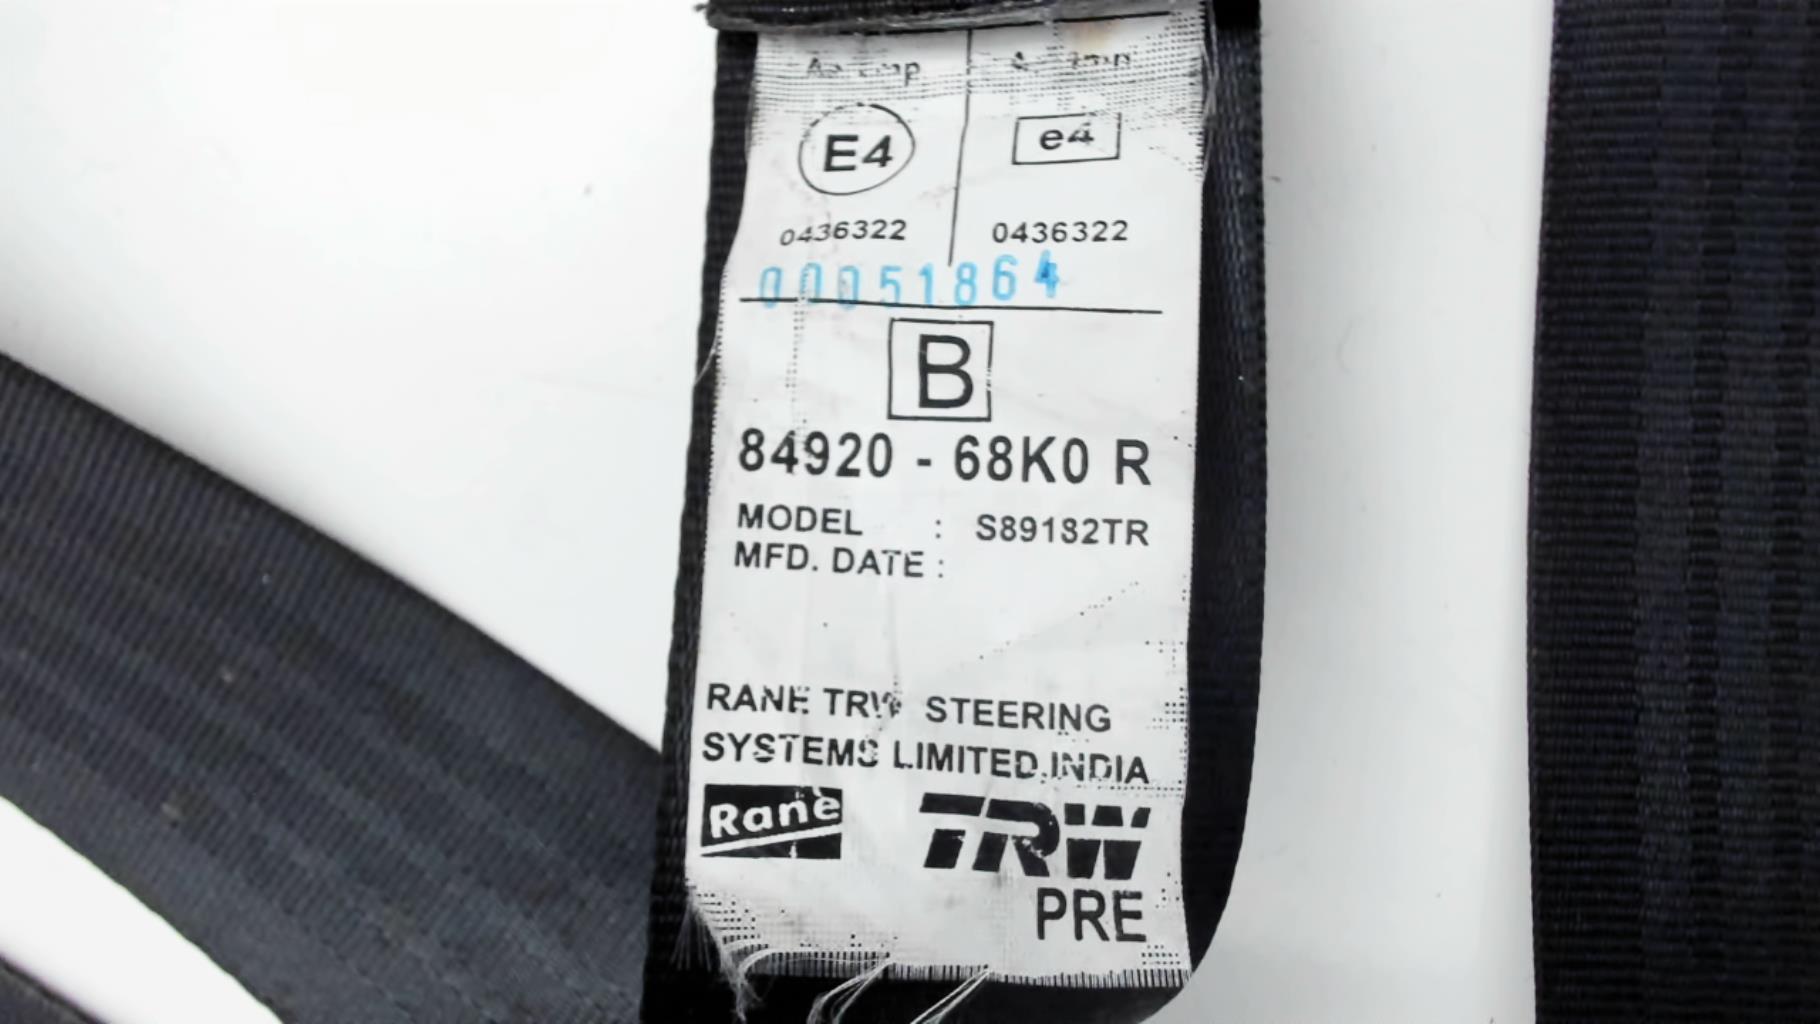 E4 e4
0436322 0436322
00051864
B
84920 - 68K0 R
MODEL : S89182TR
MFD. DATE :
RANE TRW STEERING
SYSTEMS LIMITED, INDIA
Rane TRW
PRE